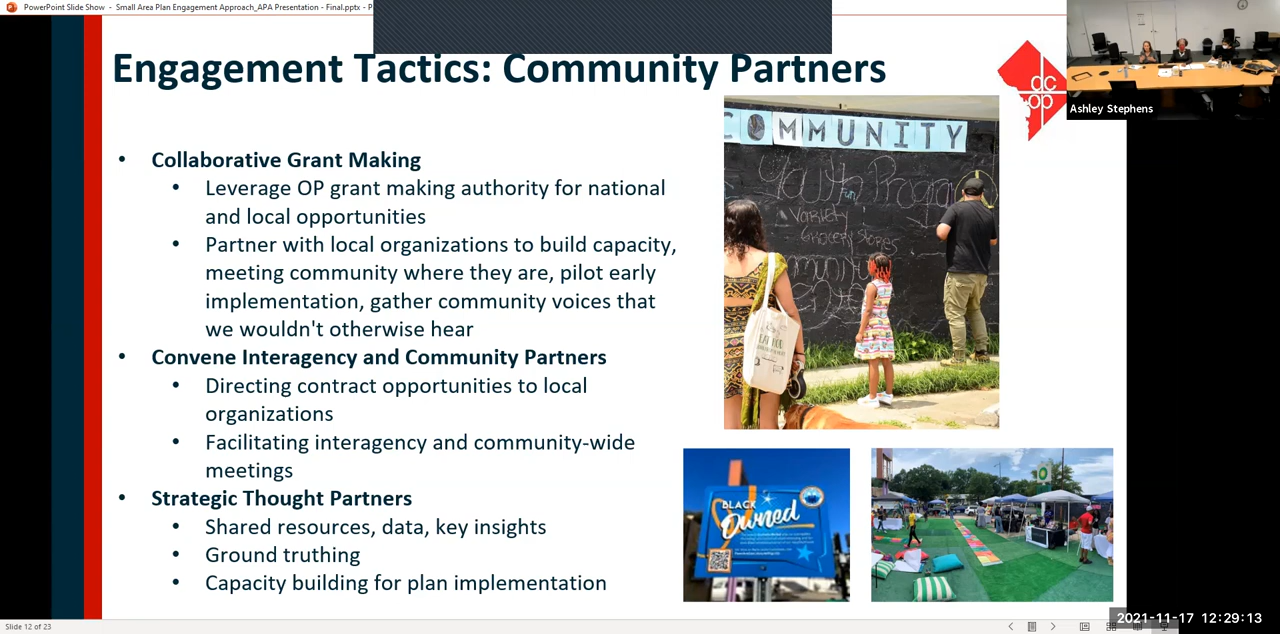 PowerPoint Slide Show - Small Area Plan Engagement Approach_APA Presentation - Final.pptx - P
Engagement Tactics: Community Partners
dc
op
Ashley Stephens
• Collaborative Grant Making
• Leverage OP grant making authority for national
and local opportunities
• Partner with local organizations to build capacity,
meeting community where they are, pilot early
implementation, gather community voices that
we wouldn't otherwise hear
• Convene Interagency and Community Partners
• Directing contract opportunities to local
organizations
• Facilitating interagency and community-wide
meetings
• Strategic Thought Partners
• Shared resources, data, key insights
• Ground truthing
• Capacity building for plan implementation
COMMUNITY
Youth Program
Fun
VARIETY
Grocery Stores
BLACK
Owned
bp
Slide 12 of 23
2021-11-17 12:29:13